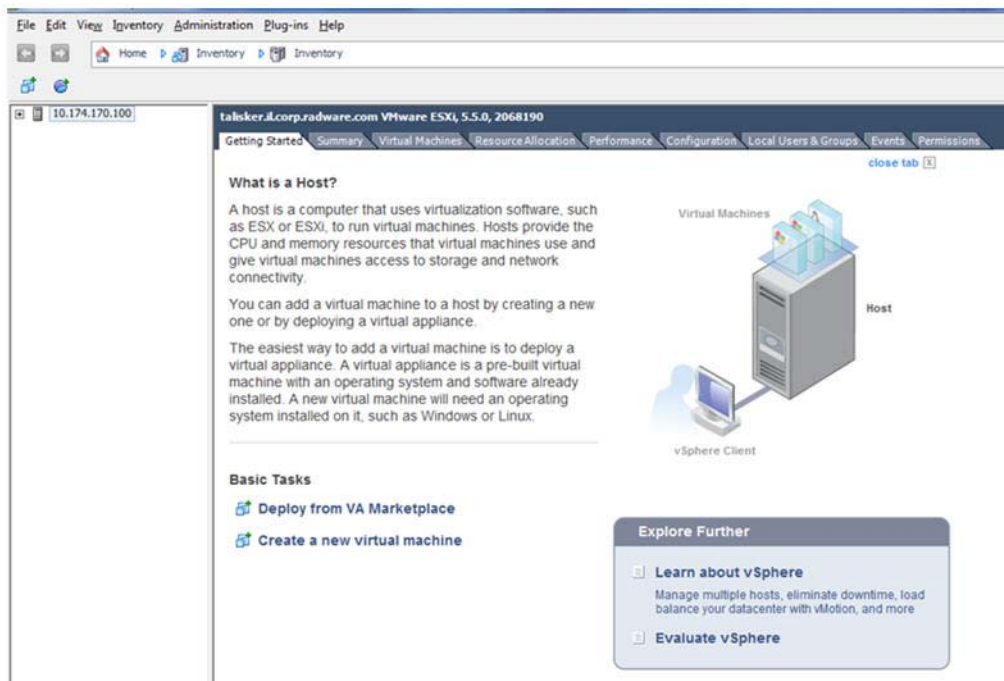 File Edit View Inventory Administration Plug-ins Help
Home Inventory Inventory
10.174.170.100
talisker.il.corp.radware.com VMware ESXi, 5.5.0, 2068190
Getting Started Summary Virtual Machines Resource Allocation Performance Configuration Local Users & Groups Events Permissions
close tab X
What is a Host?
A host is a computer that uses virtualization software, such
as ESX or ESXi, to run virtual machines. Hosts provide the
CPU and memory resources that virtual machines use and
give virtual machines access to storage and network
connectivity.
You can add a virtual machine to a host by creating a new
one or by deploying a virtual appliance.
The easiest way to add a virtual machine is to deploy a
virtual appliance. A virtual appliance is a pre-built virtual
machine with an operating system and software already
installed. A new virtual machine will need an operating
system installed on it, such as Windows or Linux.
Virtual Machines
Host
vSphere Client
Basic Tasks
Deploy from VA Marketplace
Create a new virtual machine
Explore Further
Learn about vSphere
Manage multiple hosts, eliminate downtime, load
balance your datacenter with vMotion, and more
Evaluate vSphere